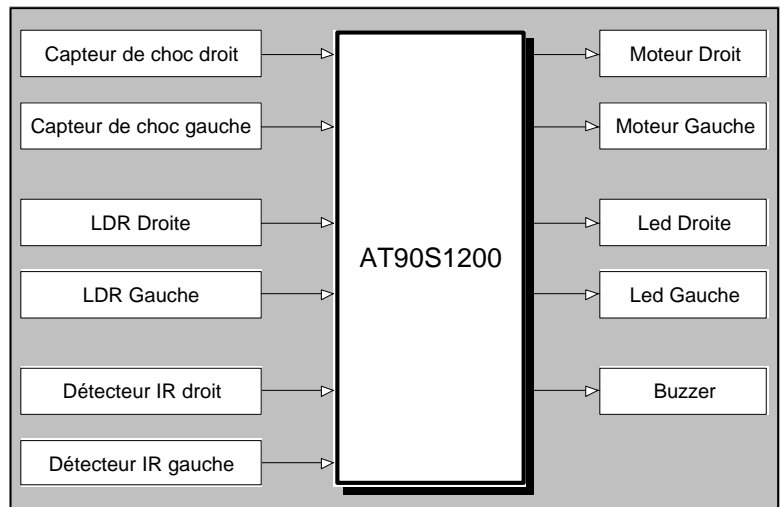 Capteur de choc droit
Capteur de choc gauche
LDR Droite
LDR Gauche
Détecteur IR droit
Détecteur IR gauche
AT90S1200
Moteur Droit
Moteur Gauche
Led Droite
Led Gauche
Buzzer